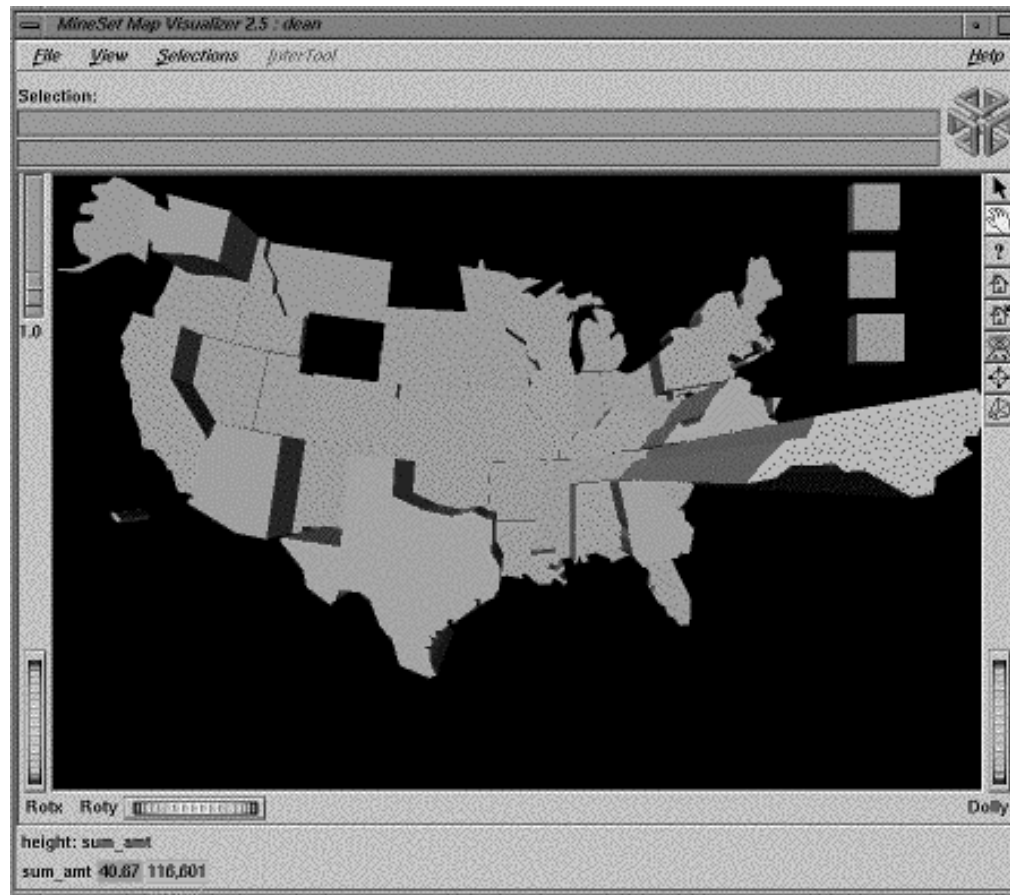 MineSet Map Visualizer 2.5 : dean
File View Selections InterTool Help
Selection:
?
1.0
Rotx Roty Dolly
height: sum_amt
sum_amt 40.67 116,601